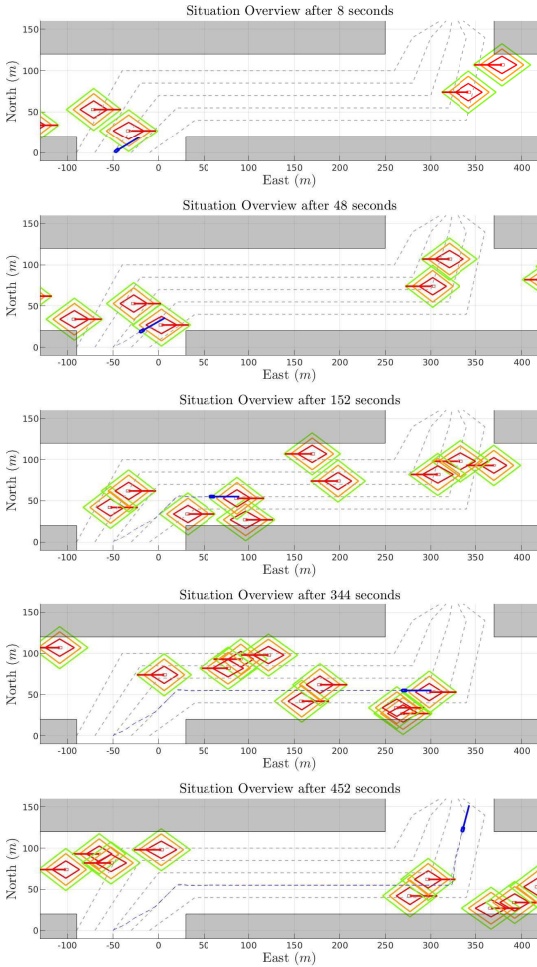 Situation Overview after 8 seconds
150
100
50
0
North (m)
-100 -50 0 50 100 150 200 250 300 350 400
East (m)
Situation Overview after 48 seconds
150
100
50
0
North (m)
-100 -50 0 50 100 150 200 250 300 350 400
East (m)
Situation Overview after 152 seconds
150
100
50
0
North (m)
-100 -50 0 50 100 150 200 250 300 350 400
East (m)
Situation Overview after 344 seconds
150
100
50
0
North (m)
-100 -50 0 50 100 150 200 250 300 350 400
East (m)
Situation Overview after 452 seconds
150
100
50
0
North (m)
-100 -50 0 50 100 150 200 250 300 350 400
East (m)